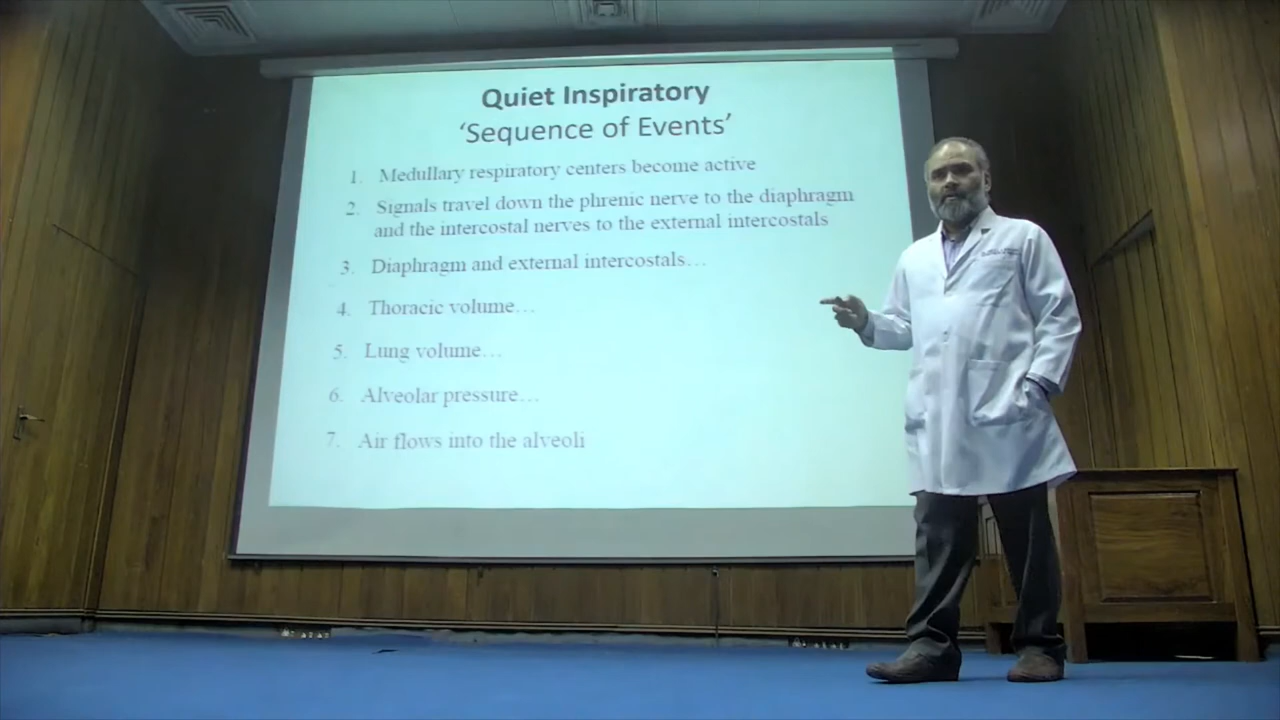 Quiet Inspiratory
‘Sequence of Events’
1. Medullary respiratory centers become active
2. Signals travel down the phrenic nerve to the diaphragm
and the intercostal nerves to the external intercostals
3. Diaphragm and external intercostals…
4. Thoracic volume…
5. Lung volume…
6. Alveolar pressure…
7. Air flows into the alveoli